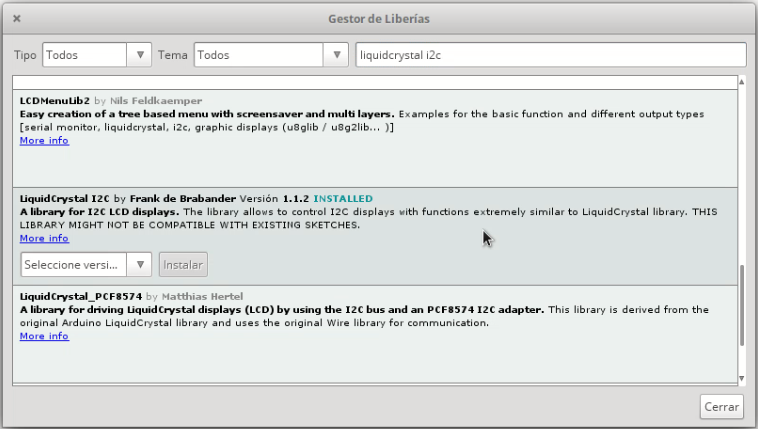 Gestor de Liberías
Tipo Todos Tema Todos liquidcrystal i2c
LCDMenuLib2 by Nils Feldkaemper
Easy creation of a tree based menu with screensaver and multi layers. Examples for the basic function and different output types
[serial monitor, liquidcrystal, i2c, graphic displays (u8glib / u8g2lib... )]
More info
LiquidCrystal I2C by Frank de Brabander Versión 1.1.2 INSTALLED
A library for I2C LCD displays. The library allows to control I2C displays with functions extremely similar to LiquidCrystal library. THIS
LIBRARY MIGHT NOT BE COMPATIBLE WITH EXISTING SKETCHES.
More info
Seleccione versi... Instalar
LiquidCrystal_PCF8574 by Matthias Hertel
A library for driving LiquidCrystal displays (LCD) by using the I2C bus and an PCF8574 I2C adapter. This library is derived from the
original Arduino LiquidCrystal library and uses the original Wire library for communication.
More info
Cerrar